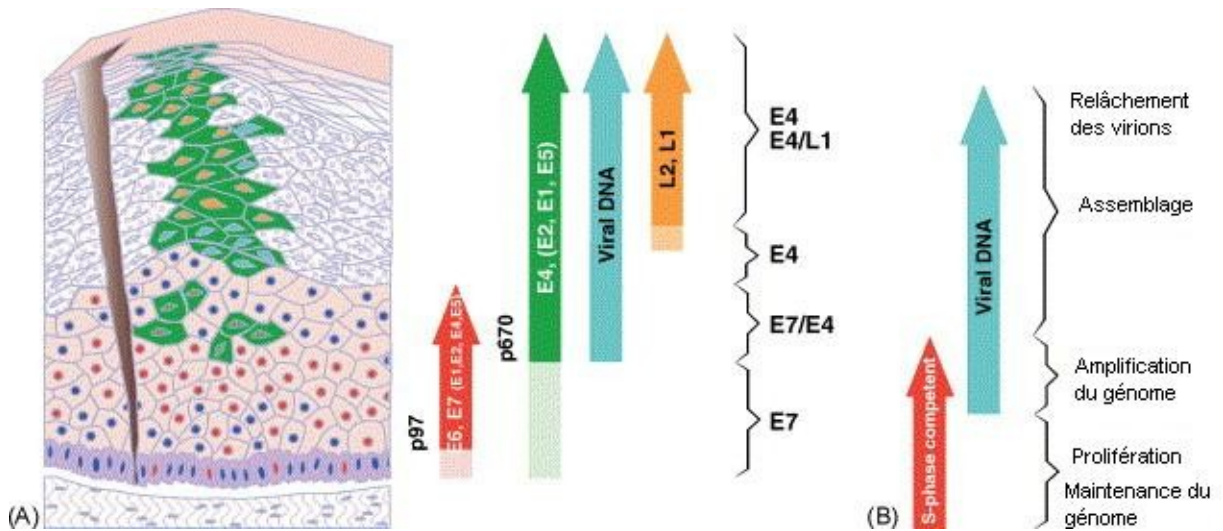 (A)
p97
E6, E7 (E1,E2, E4,E5)
p670
E4, (E2, E1, E5)
Viral DNA
L2, L1
E4
E4/L1
E4
E7/E4
E7
(B)
S-phase competent
Viral DNA
Relâchement
des virions
Assemblage
Amplification
du génome
Prolifération
Maintenance du
génome